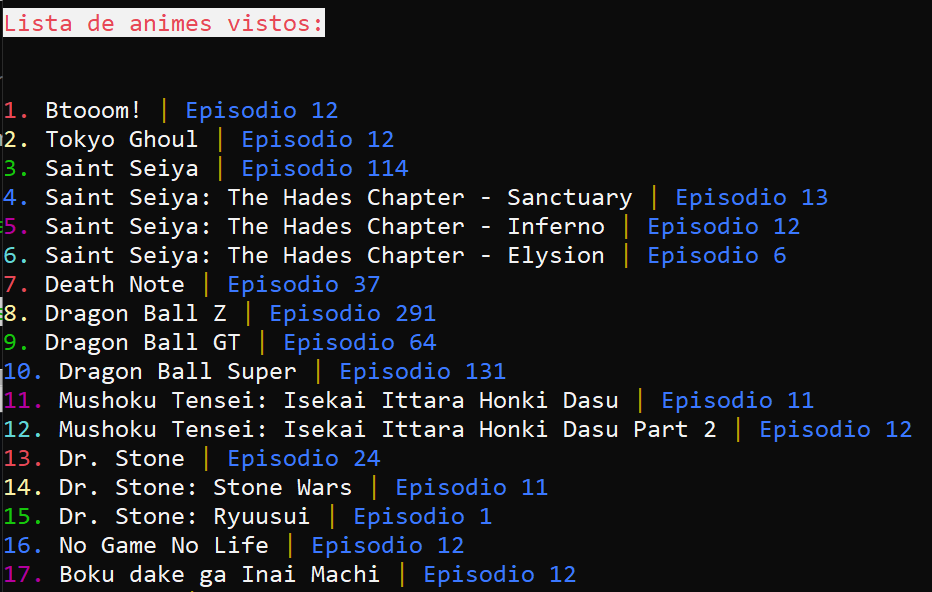 Lista de animes vistos:
1. Btooom! | Episodio 12
2. Tokyo Ghoul | Episodio 12
3. Saint Seiya | Episodio 114
4. Saint Seiya: The Hades Chapter - Sanctuary | Episodio 13
5. Saint Seiya: The Hades Chapter - Inferno | Episodio 12
6. Saint Seiya: The Hades Chapter - Elysion | Episodio 6
7. Death Note | Episodio 37
8. Dragon Ball Z | Episodio 291
9. Dragon Ball GT | Episodio 64
10. Dragon Ball Super | Episodio 131
11. Mushoku Tensei: Isekai Ittara Honki Dasu | Episodio 11
12. Mushoku Tensei: Isekai Ittara Honki Dasu Part 2 | Episodio 12
13. Dr. Stone | Episodio 24
14. Dr. Stone: Stone Wars | Episodio 11
15. Dr. Stone: Ryuusui | Episodio 1
16. No Game No Life | Episodio 12
17. Boku dake ga Inai Machi | Episodio 12